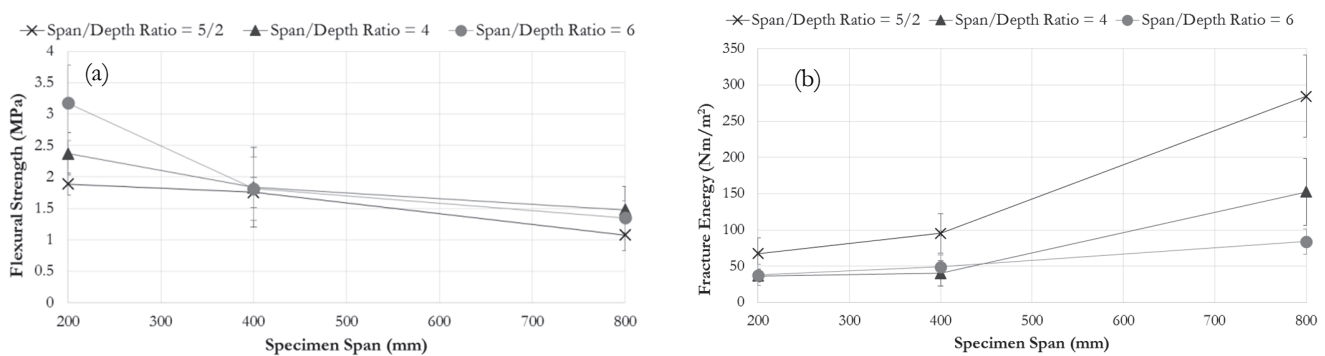 Span/Depth Ratio = 5/2 Span/Depth Ratio = 4 Span/Depth Ratio = 6
(a)
Flexural Strength (MPa)
4
3.5
3
2.5
2
1.5
1
0.5
0
200 300 400 500 600 700 800
Specimen Span (mm)
Span/Depth Ratio = 5/2 Span/Depth Ratio = 4 Span/Depth Ratio = 6
(b)
Fracture Energy (Nm/m²)
350
300
250
200
150
100
50
0
200 300 400 500 600 700 800
Specimen Span (mm)